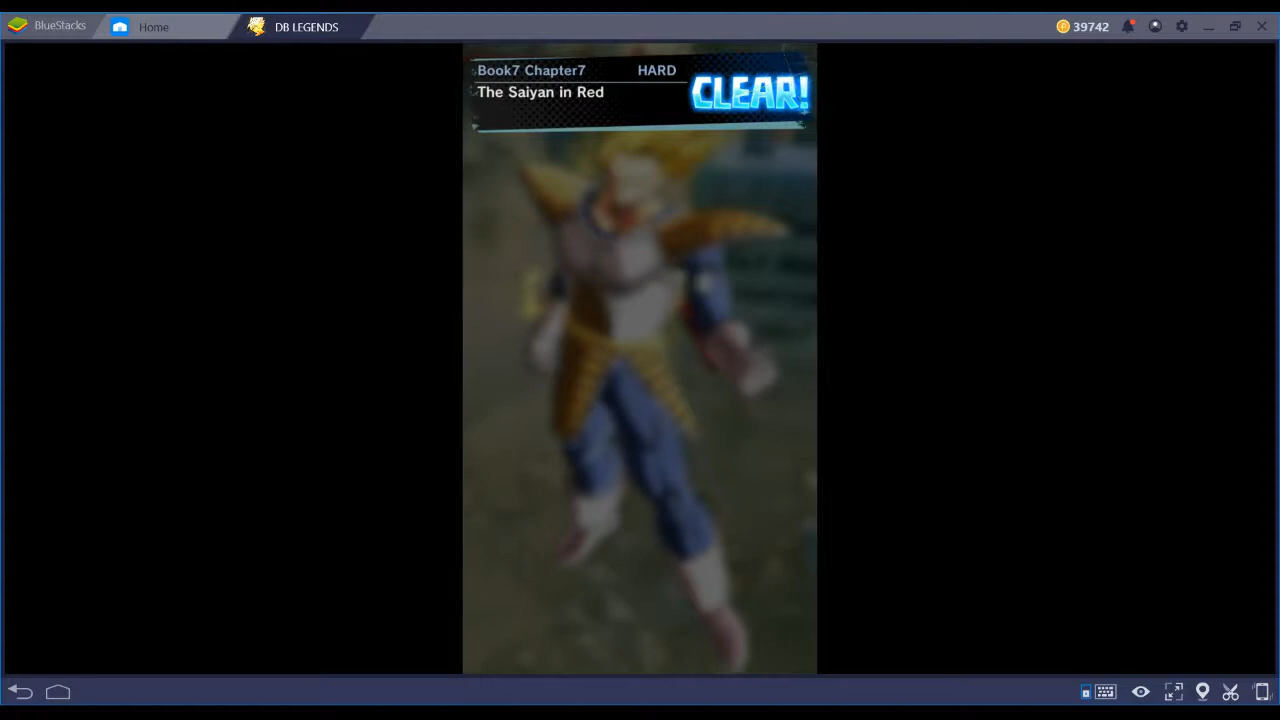 BlueStacks
Home
DB LEGENDS
39742
Book7 Chapter7 HARD
The Saiyan in Red
CLEAR!